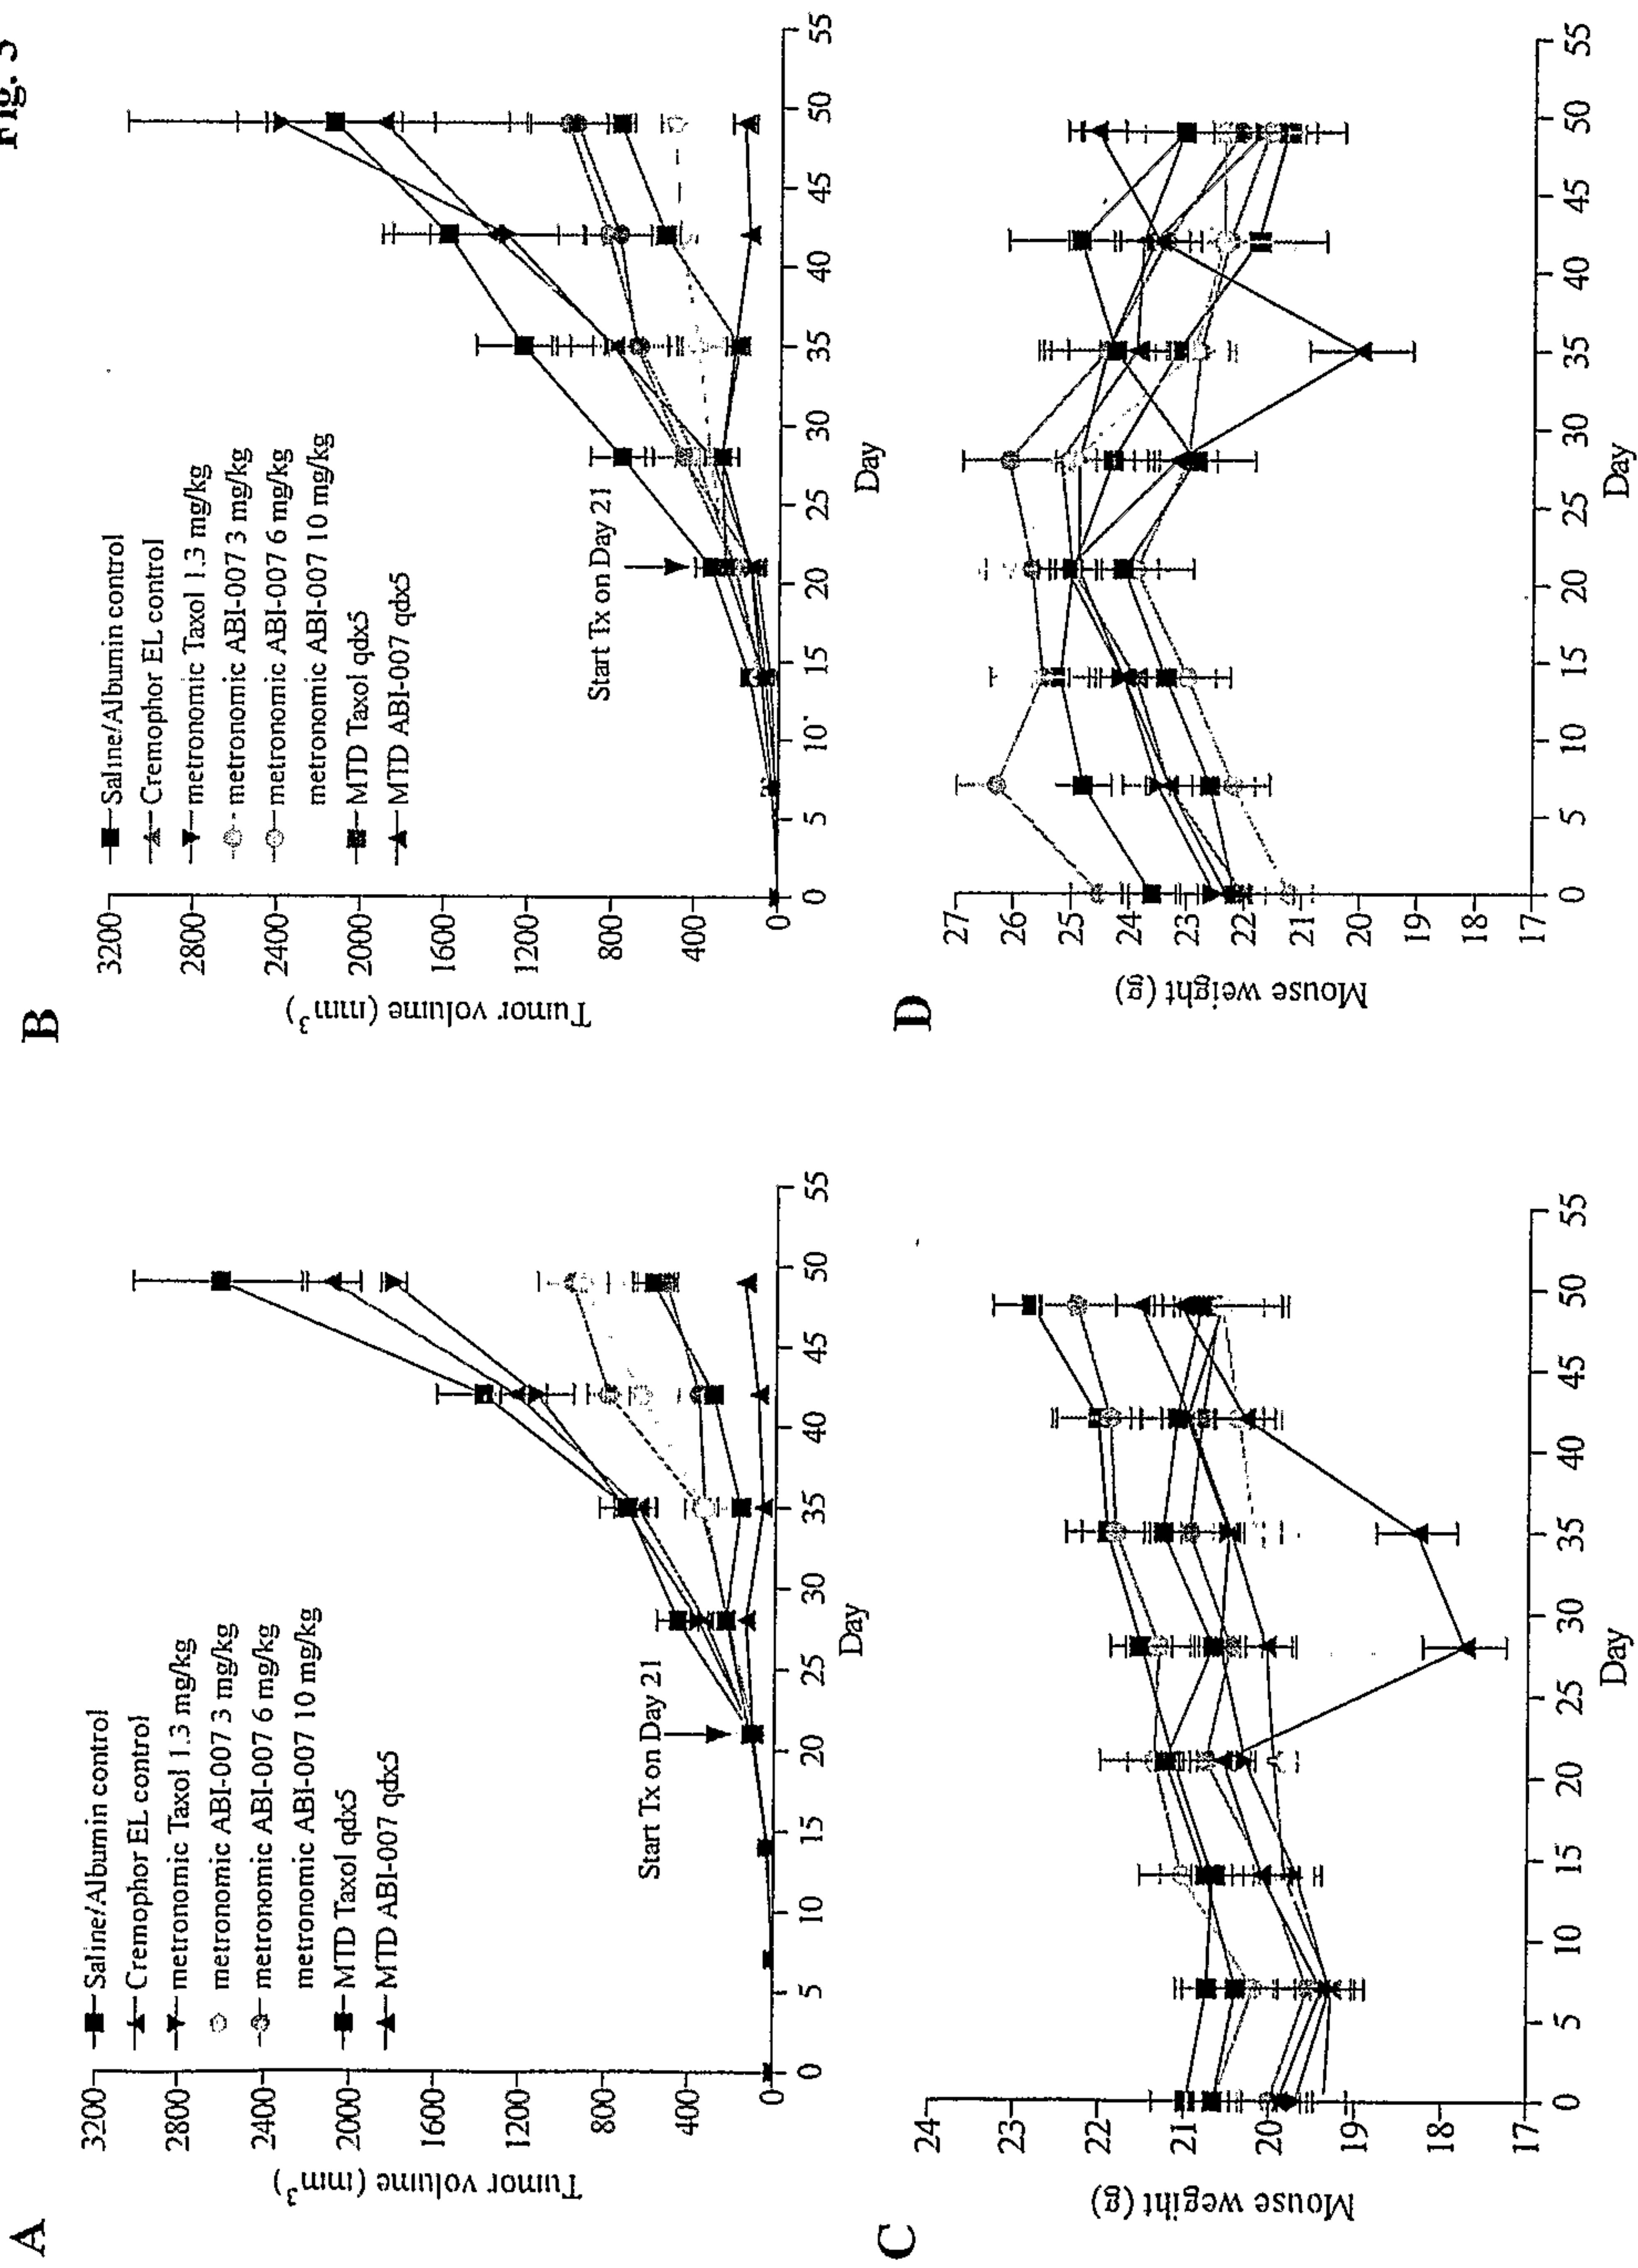 Fig. 3
A
Tumor volume (mm³)
3200
2800
2400
2000
1600
1200
800
400
0
Saline/Albumin control
Cremophor EL control
metronomic Taxol 1.3 mg/kg
metronomic ABI-007 3 mg/kg
metronomic ABI-007 6 mg/kg
metronomic ABI-007 10 mg/kg
MTD Taxol qdx5
MTD ABI-007 qdx5
Start Tx on Day 21
0 5 10 15 20 25 30 35 40 45 50 55
Day
B
Tumor volume (mm³)
3200
2800
2400
2000
1600
1200
800
400
0
Saline/Albumin control
Cremophor EL control
metronomic Taxol 1.3 mg/kg
metronomic ABI-007 3 mg/kg
metronomic ABI-007 6 mg/kg
metronomic ABI-007 10 mg/kg
MTD Taxol qdx5
MTD ABI-007 qdx5
Start Tx on Day 21
0 5 10 15 20 25 30 35 40 45 50 55
Day
C
Mouse wegiht (g)
24
23
22
21
20
19
18
17
0 5 10 15 20 25 30 35 40 45 50 55
Day
D
Mouse weight (g)
27
26
25
24
23
22
21
20
19
18
17
0 5 10 15 20 25 30 35 40 45 50 55
Day